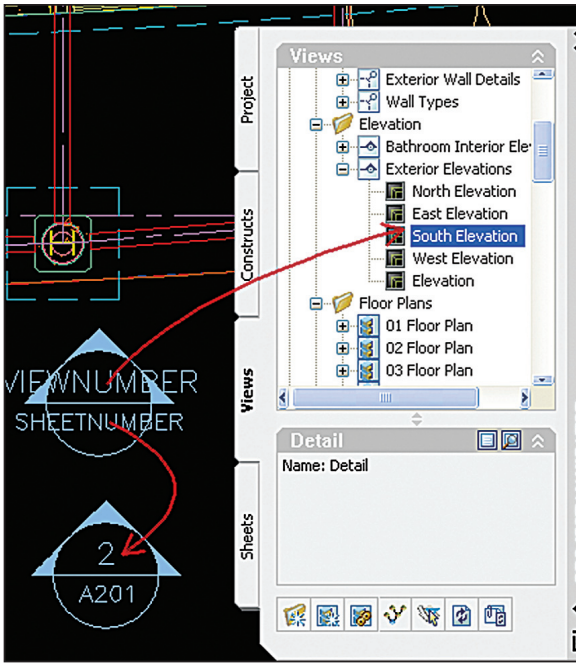 Views
Exterior Wall Details
Wall Types
Elevation
Bathroom Interior Ele
Exterior Elevations
North Elevation
East Elevation
South Elevation
West Elevation
Elevation
Floor Plans
01 Floor Plan
02 Floor Plan
03 Floor Plan
Detail
Name: Detail
Project
Constructs
Views
Sheets
H
VIEWNUMBER
SHEETNUMBER
2
A201